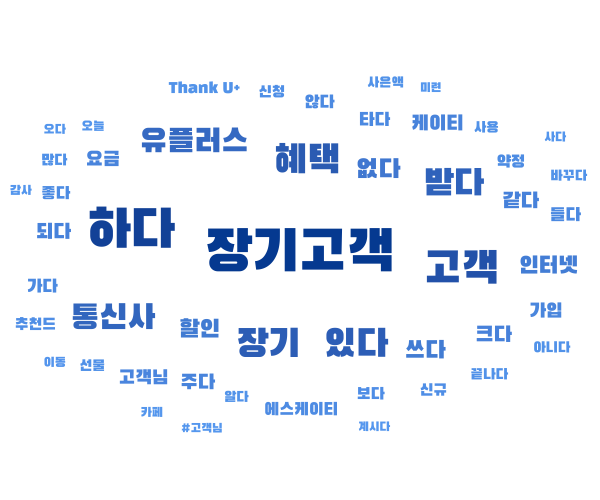 사은액
미련
Thank U+
신청
않다
타다
케이티
사용
오다
오늘
유플러스
사다
혜택
없다
많다
요금
약정
받다
바꾸다
감사
좋다
같다
들다
되다
하다
장기고객
고객
인터넷
가다
추천드
통신사
할인
가입
장기
있다
쓰다
크다
아니다
이동
선물
고객님
주다
끝나다
보다
신규
알다
카페
에스케이티
#고객님
계시다